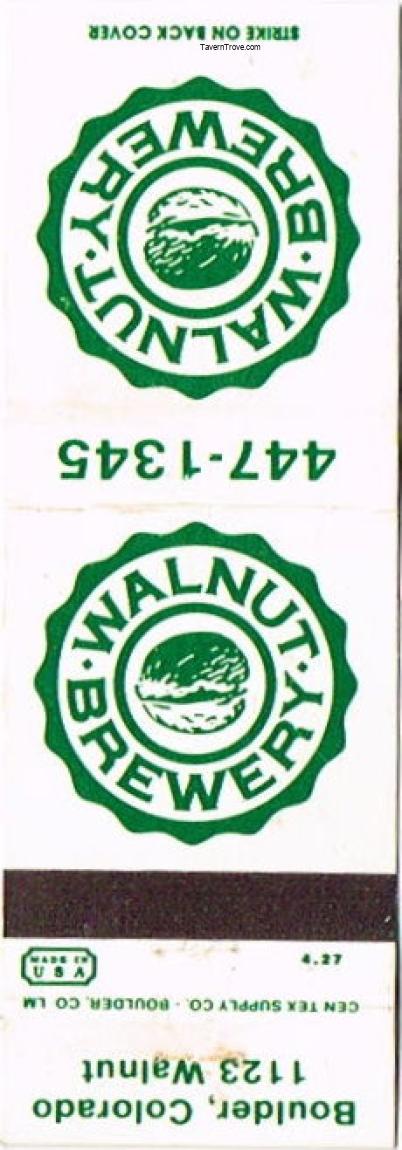 STRIKE ON BACK COVER
TavernTrove.com
WALNUT · BREWERY ·
447-1345
· WALNUT ·
BREWERY
MADE IN
USA
4.27
CEN TEX SUPPLY CO. · BOULDER, CO LM
1123 Walnut
Boulder, Colorado